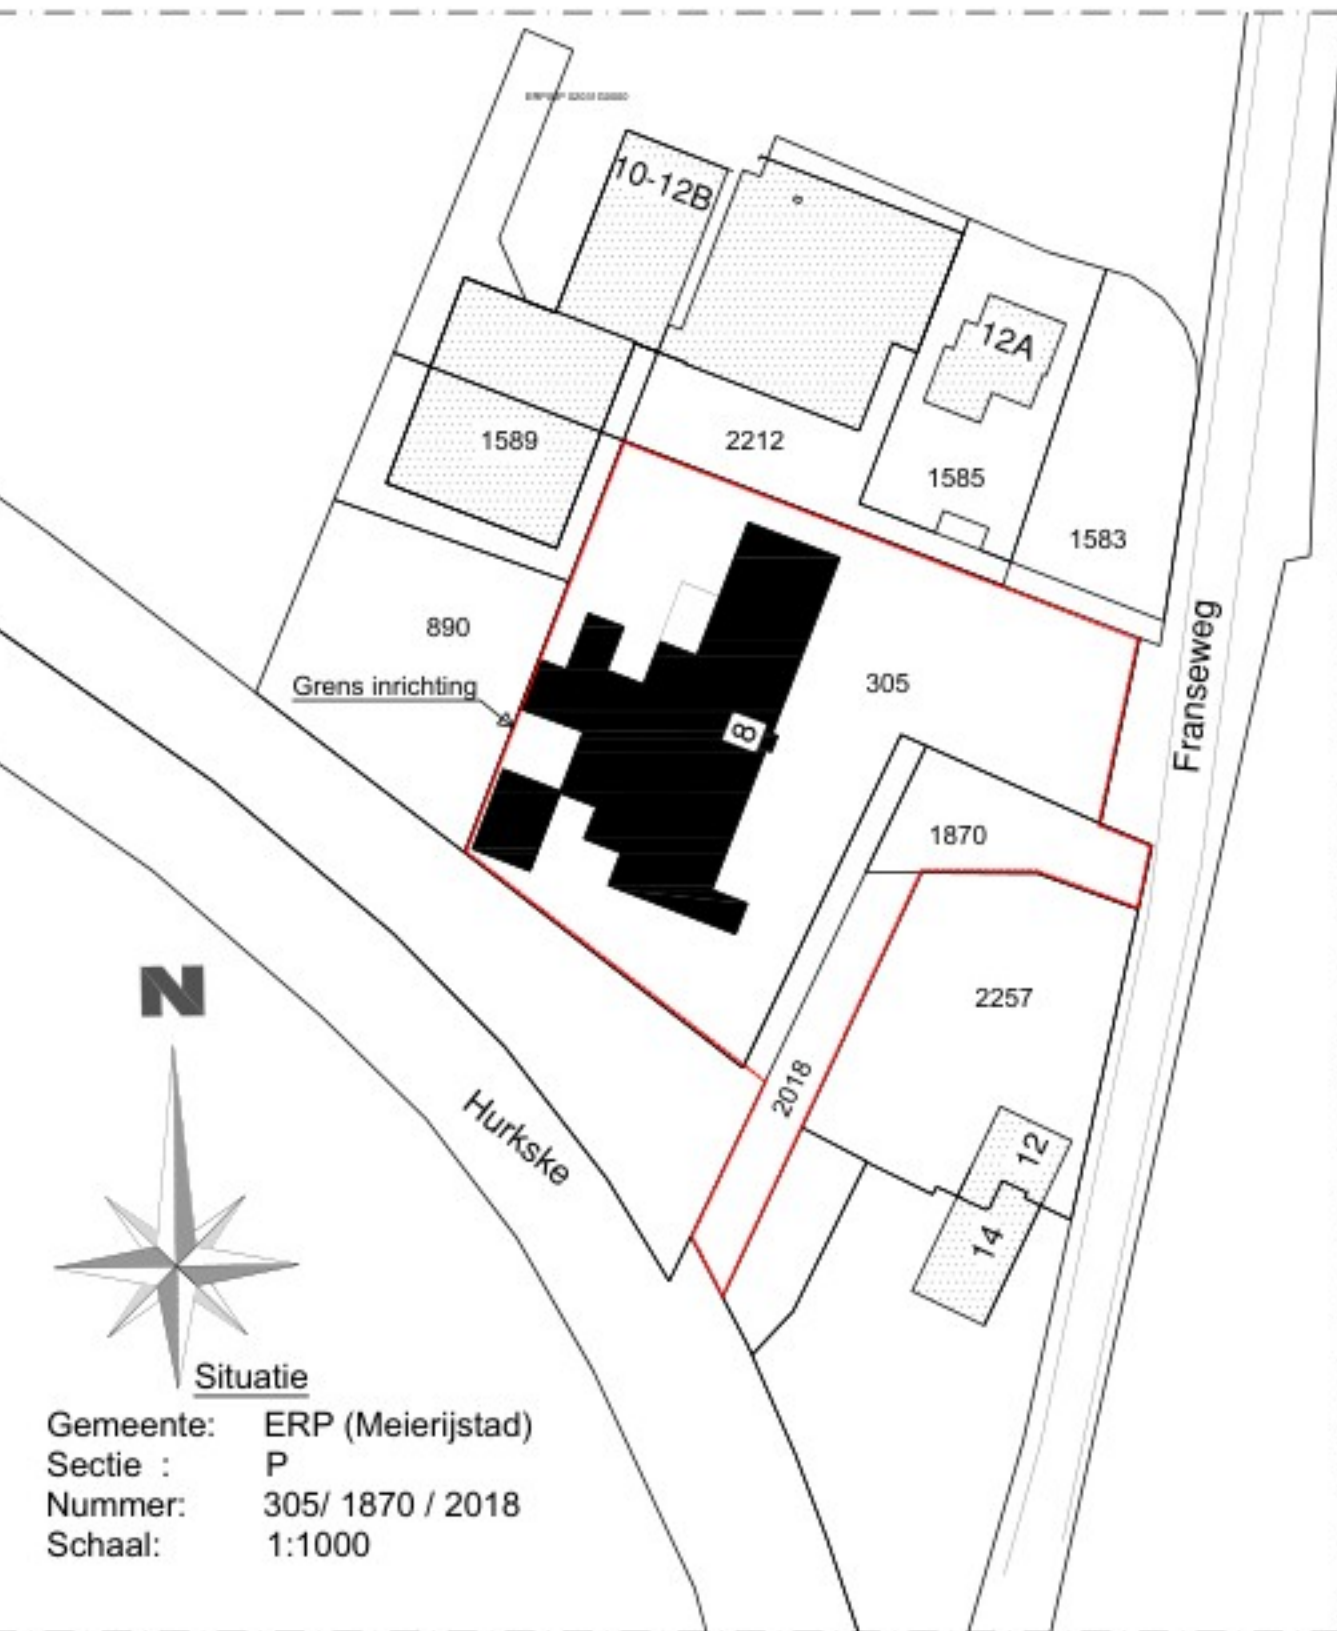 10-12B
12A
1589
2212
1585
1583
890
Grens inrichting
305
8
Franseweg
1870
2257
2018
N
Hurkske
12
14
Situatie
Gemeente: ERP (Meierijstad)
Sectie : P
Nummer: 305/ 1870 / 2018
Schaal: 1:1000